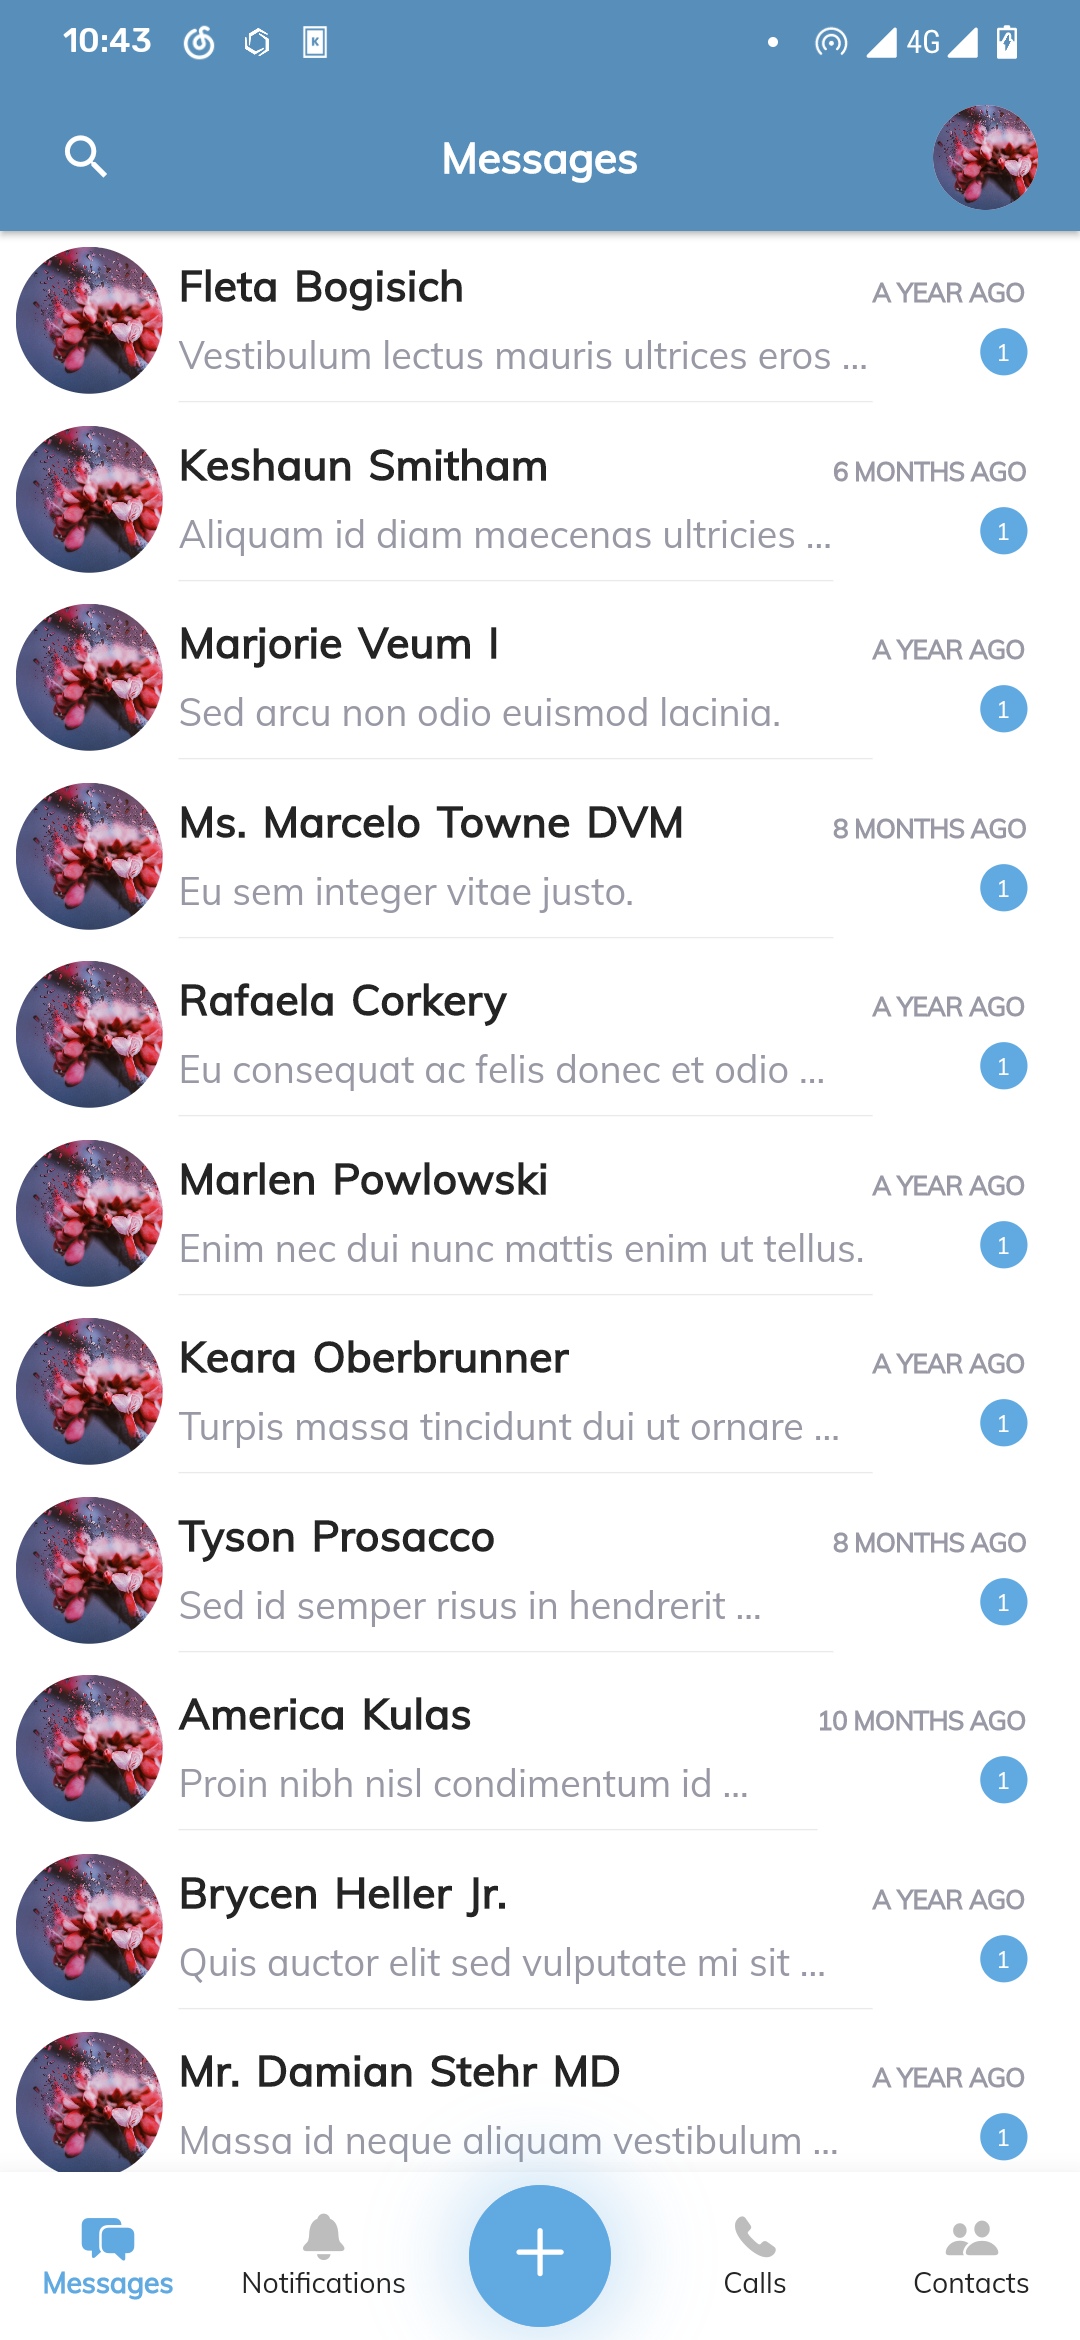 10:43
4G
Messages
Fleta Bogisich
A YEAR AGO
Vestibulum lectus mauris ultrices eros ...
1
Keshaun Smitham
6 MONTHS AGO
Aliquam id diam maecenas ultricies ...
1
Marjorie Veum I
A YEAR AGO
Sed arcu non odio euismod lacinia.
1
Ms. Marcelo Towne DVM
8 MONTHS AGO
Eu sem integer vitae justo.
1
Rafaela Corkery
A YEAR AGO
Eu consequat ac felis donec et odio ...
1
Marlen Powlowski
A YEAR AGO
Enim nec dui nunc mattis enim ut tellus.
1
Keara Oberbrunner
A YEAR AGO
Turpis massa tincidunt dui ut ornare ...
1
Tyson Prosacco
8 MONTHS AGO
Sed id semper risus in hendrerit ...
1
America Kulas
10 MONTHS AGO
Proin nibh nisl condimentum id ...
1
Brycen Heller Jr.
A YEAR AGO
Quis auctor elit sed vulputate mi sit ...
1
Mr. Damian Stehr MD
A YEAR AGO
Massa id neque aliquam vestibulum ...
1
Messages
Notifications
Calls
Contacts